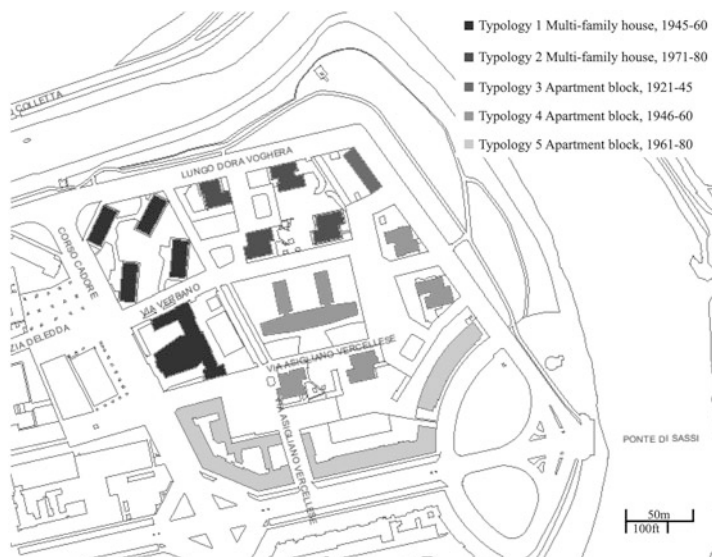 Typology 1 Multi-family house, 1945-60
Typology 2 Multi-family house, 1971-80
Typology 3 Apartment block, 1921-45
Typology 4 Apartment block, 1946-60
Typology 5 Apartment block, 1961-80
COLLETTA
LUNGO DORA VOGHERA
CORSO CADORE
VIA VERBANO
ZIA DELEDDA
VIA ASIGLIANO VERCELLESE
VIA ASIGLIANO VERCELLESE
PONTE DI SASSI
50m
100ft